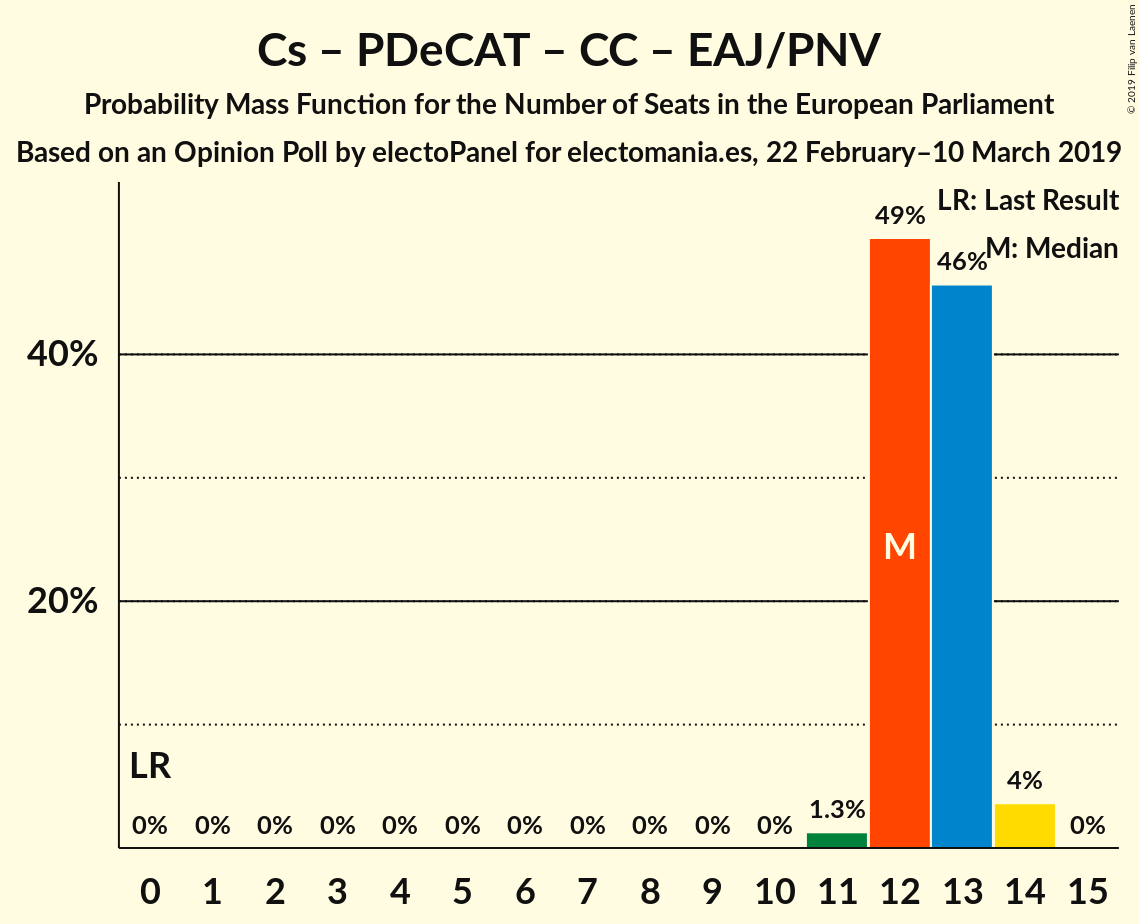 Cs – PDeCAT – CC – EAJ/PNV
Probability Mass Function for the Number of Seats in the European Parliament
Based on an Opinion Poll by electoPanel for electomania.es, 22 February–10 March 2019
© 2019 Filip van Laenen
LR: Last Result
M: Median
49%
46%
40%
M
20%
LR
0% 0% 0% 0% 0% 0% 0% 0% 0% 0% 0% 1.3% 4% 0%
0 1 2 3 4 5 6 7 8 9 10 11 12 13 14 15